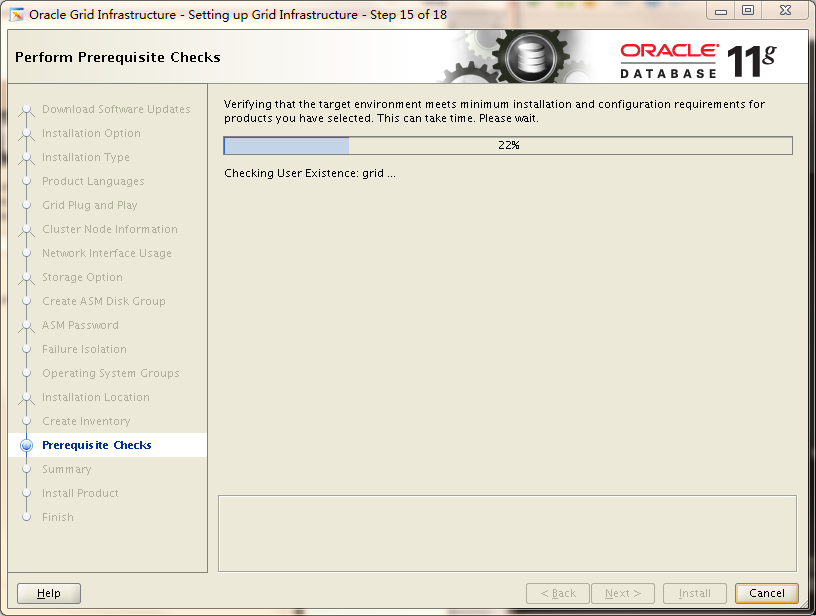 Oracle Grid Infrastructure - Setting up Grid Infrastructure - Step 15 of 18
Perform Prerequisite Checks
ORACLE
DATABASE
11g
Download Software Updates
Installation Option
Installation Type
Product Languages
Grid Plug and Play
Cluster Node Information
Network Interface Usage
Storage Option
Create ASM Disk Group
ASM Password
Failure Isolation
Operating System Groups
Installation Location
Create Inventory
Prerequisite Checks
Summary
Install Product
Finish
Verifying that the target environment meets minimum installation and configuration requirements for
products you have selected. This can take time. Please wait.
22%
Checking User Existence: grid ...
Help
< Back
Next >
Install
Cancel